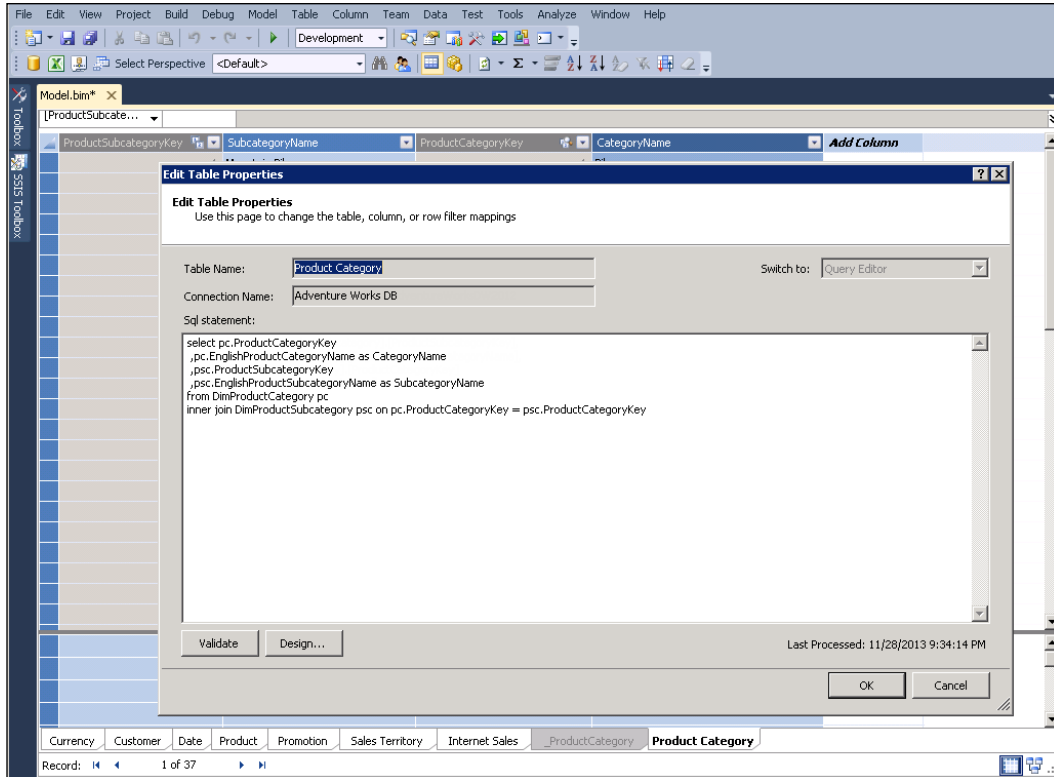 File Edit View Project Build Debug Model Table Column Team Data Test Tools Analyze Window Help
Development
Select Perspective <Default>
Model.bim*
[ProductSubcate...
Toolbox
SSIS Toolbox
ProductSubcategoryKey SubcategoryName ProductCategoryKey CategoryName Add Column
Edit Table Properties
Edit Table Properties
Use this page to change the table, column, or row filter mappings
Table Name: Product Category Switch to: Query Editor
Connection Name: Adventure Works DB
Sql statement:
select pc.ProductCategoryKey
,pc.EnglishProductCategoryName as CategoryName
,psc.ProductSubcategoryKey
,psc.EnglishProductSubcategoryName as SubcategoryName
from DimProductCategory pc
inner join DimProductSubcategory psc on pc.ProductCategoryKey = psc.ProductCategoryKey
Validate Design... Last Processed: 11/28/2013 9:34:14 PM
OK Cancel
Currency Customer Date Product Promotion Sales Territory Internet Sales _ProductCategory Product Category
Record: 1 of 37